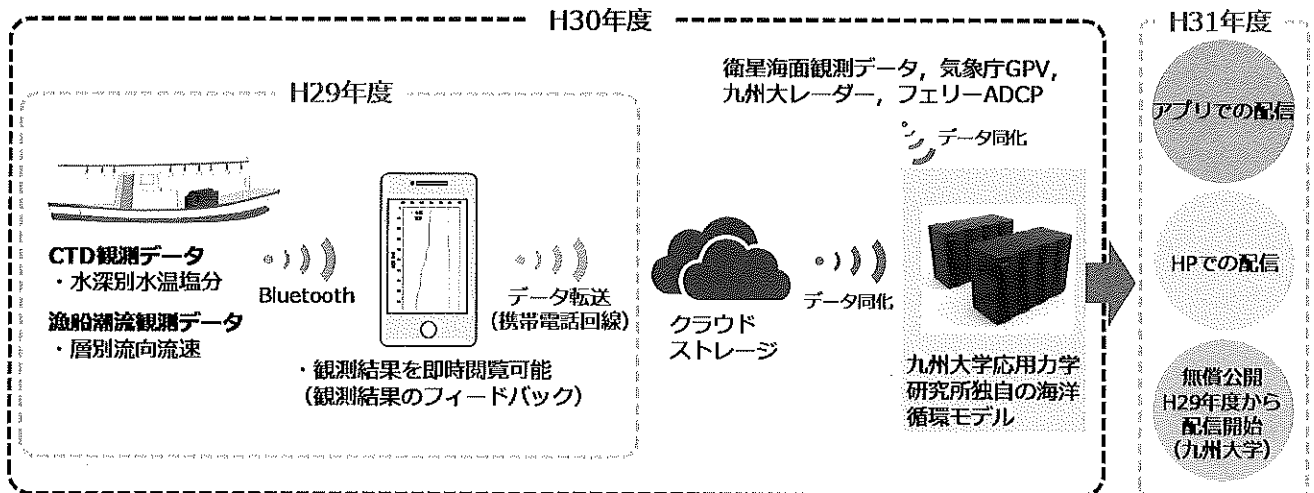 H30年度
H29年度
CTD観測データ
・水深別水温塩分
漁船潮流観測データ
・層別流向流速
Bluetooth
データ転送
（携帯電話回線）
・観測結果を即時閲覧可能
（観測結果のフィードバック）
クラウド
ストレージ
衛星海面観測データ，気象庁GPV，
九州大レーダー，フェリーADCP
データ同化
データ同化
九州大学応用力学
研究所独自の海洋
循環モデル
H31年度
アプリでの配信
HPでの配信
無償公開
H29年度から
配信開始
（九州大学）